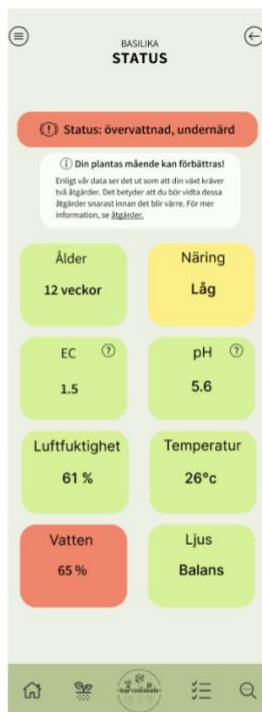 BASILIKA
STATUS
Status: övervattnad, undernärd
Din plantas mående kan förbättras!
Enligt vår data ser det ut som att din växt kräver
två åtgärder. Det betyder att du bör vidta dessa
åtgärder snarast innan det blir värre. För mer
information, se åtgärder.
Ålder
12 veckor
Näring
Låg
EC ?
1.5
pH ?
5.6
Luftfuktighet
61 %
Temperatur
26°c
Vatten
65 %
Ljus
Balans